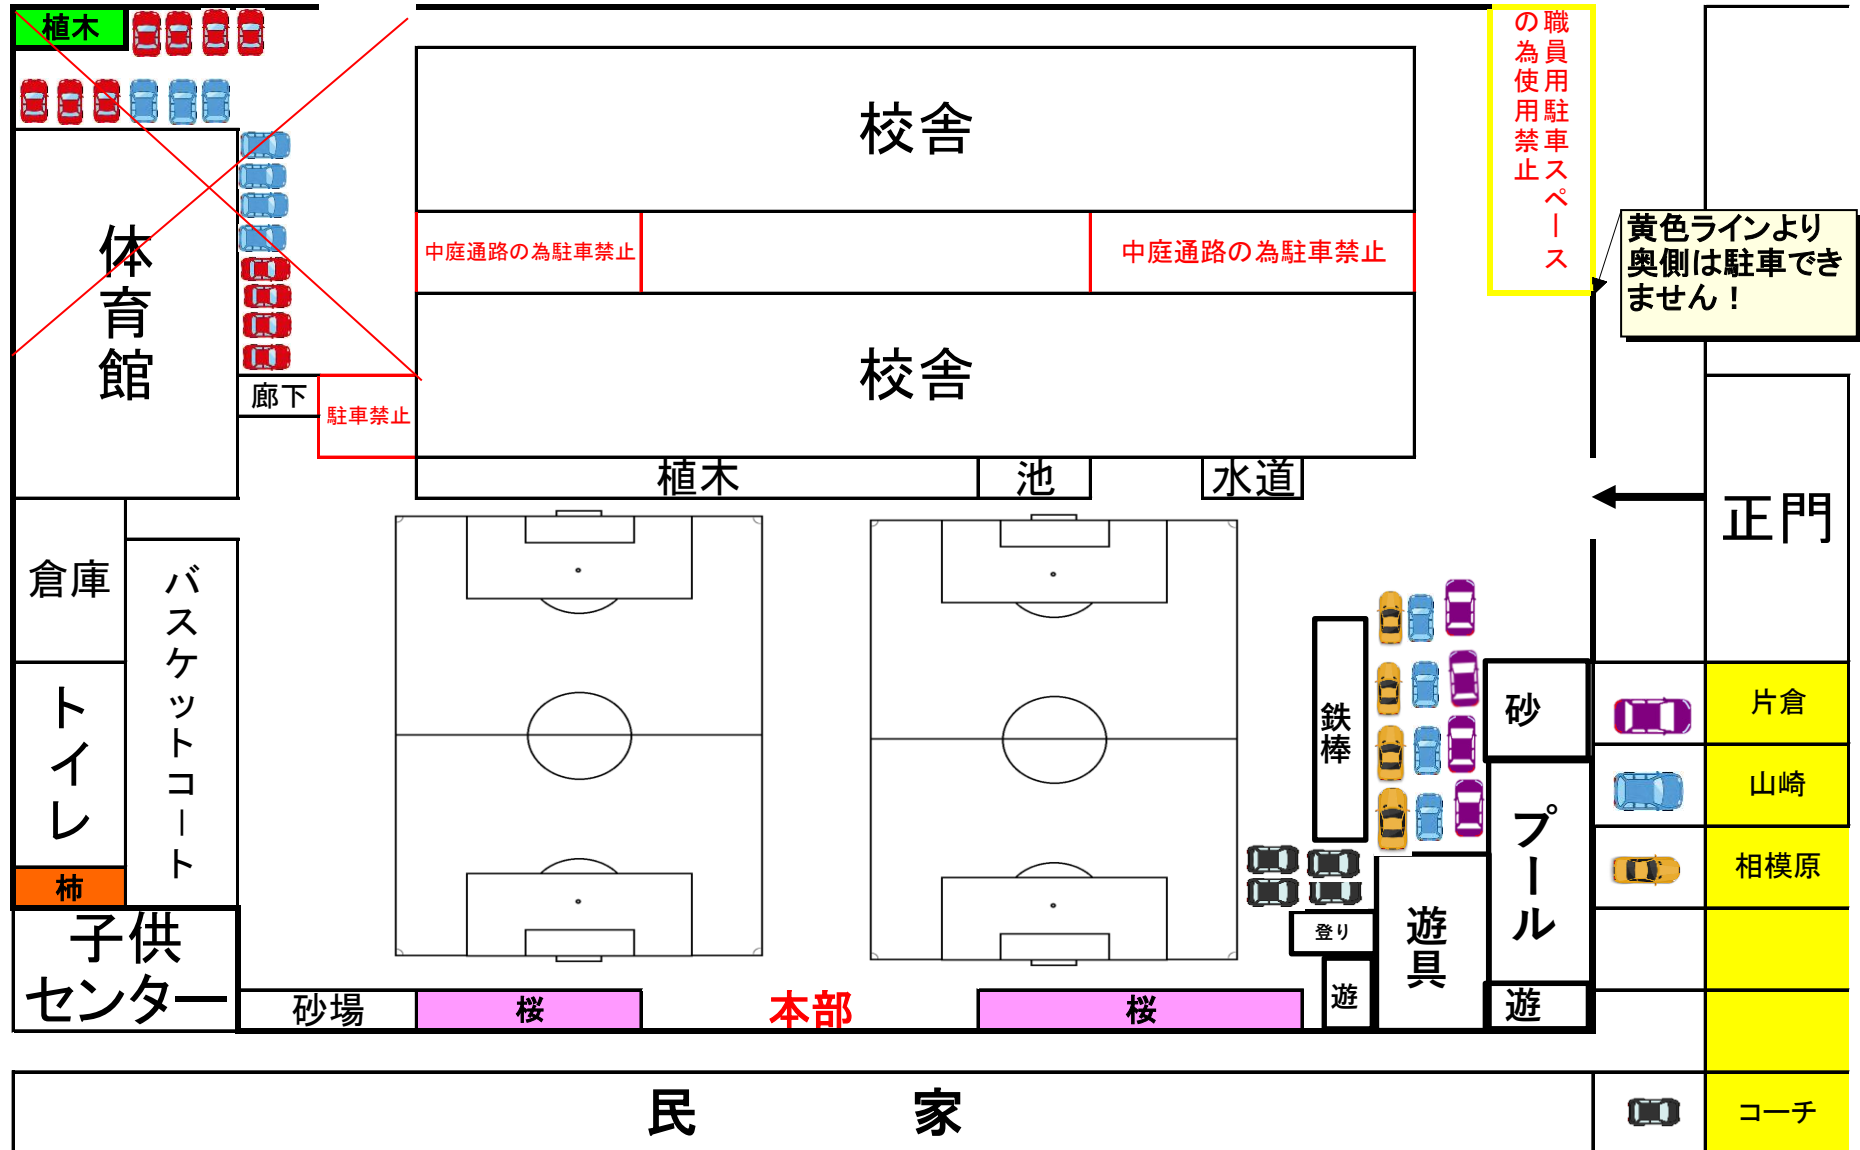 植木
職員用駐車スペース
の為使用禁止
校舎
黄色ラインより
奥側は駐車でき
ません！
体育館
中庭通路の為駐車禁止
中庭通路の為駐車禁止
校舎
廊下
駐車禁止
植木
池
水道
正門
倉庫
バスケットコート
トイレ
鉄棒
砂
片倉
山崎
プール
相模原
柿
子供
センター
登り
遊具
遊
遊
砂場
桜
本部
桜
民家
コーチ